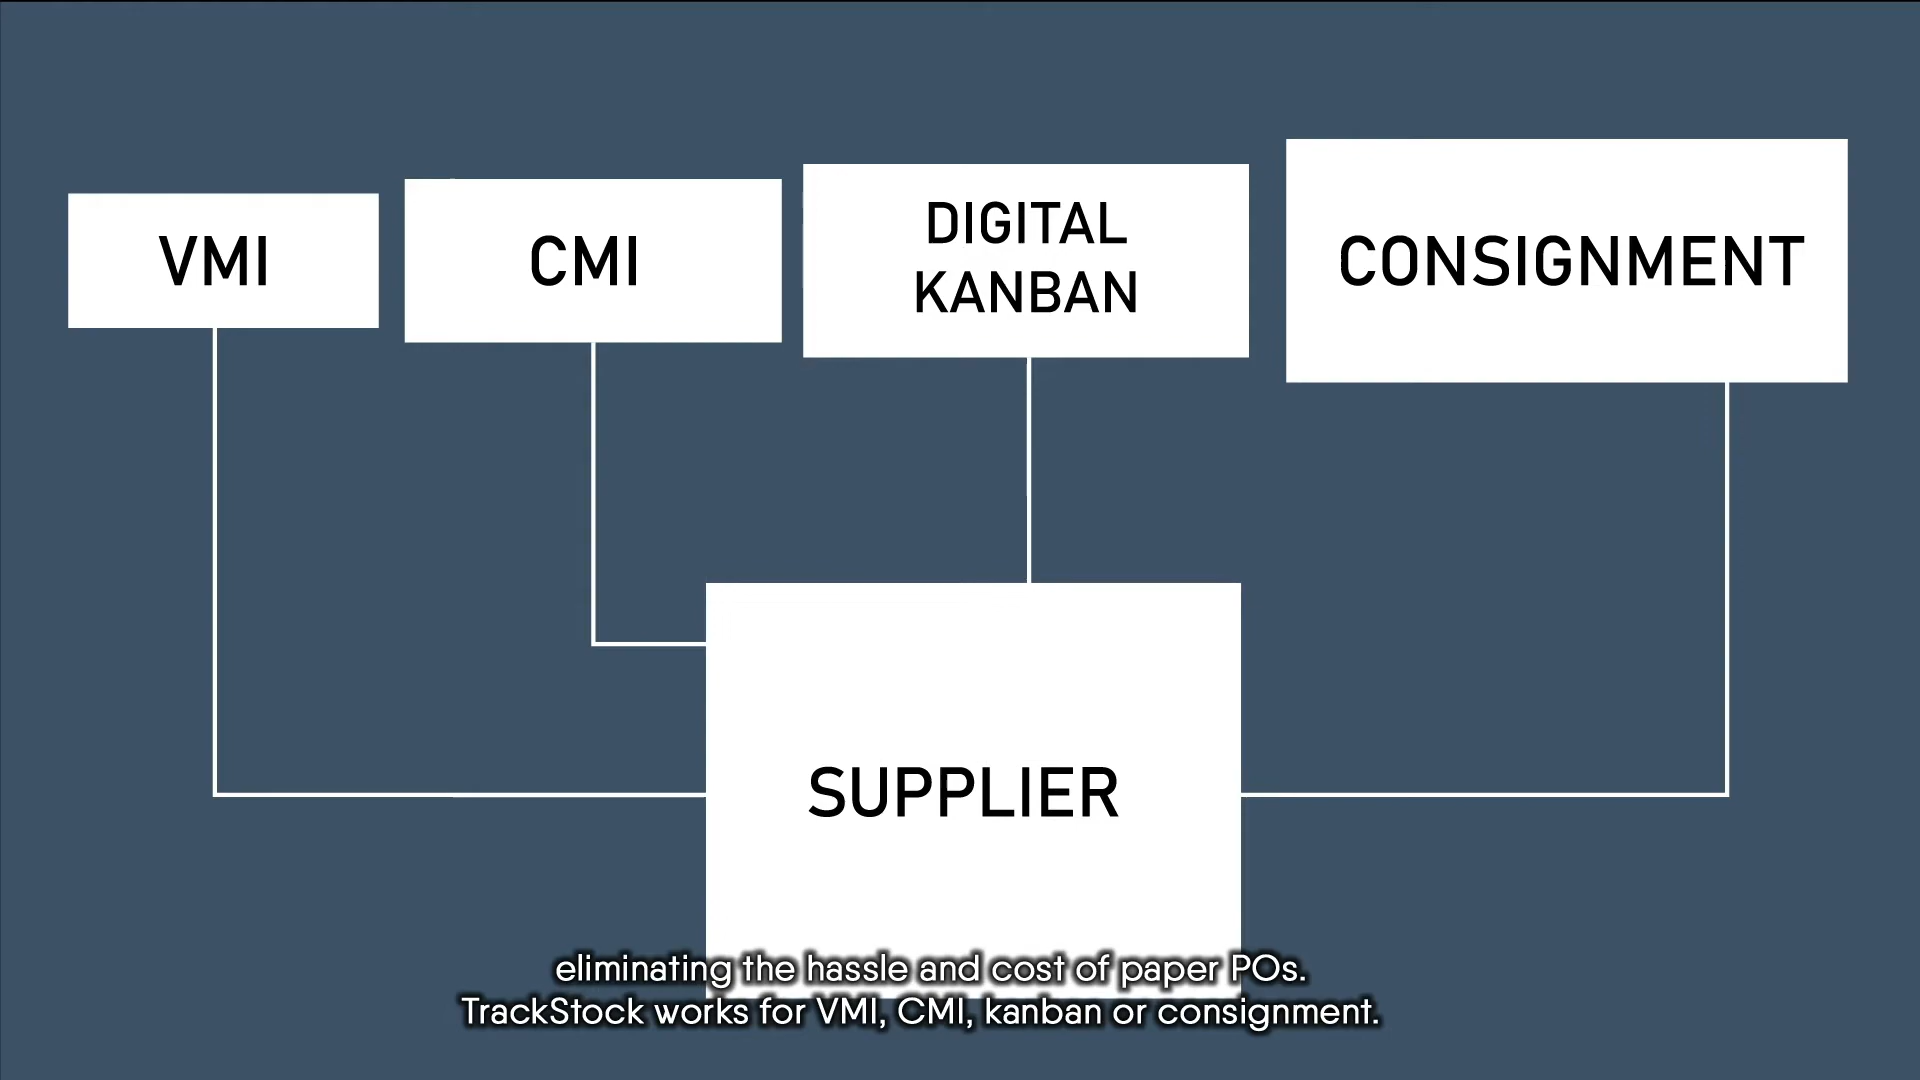 VMI
CMI
DIGITAL
KANBAN
CONSIGNMENT
SUPPLIER
eliminating the hassle and cost of paper POs.
TrackStock works for VMI, CMI, kanban or consignment.